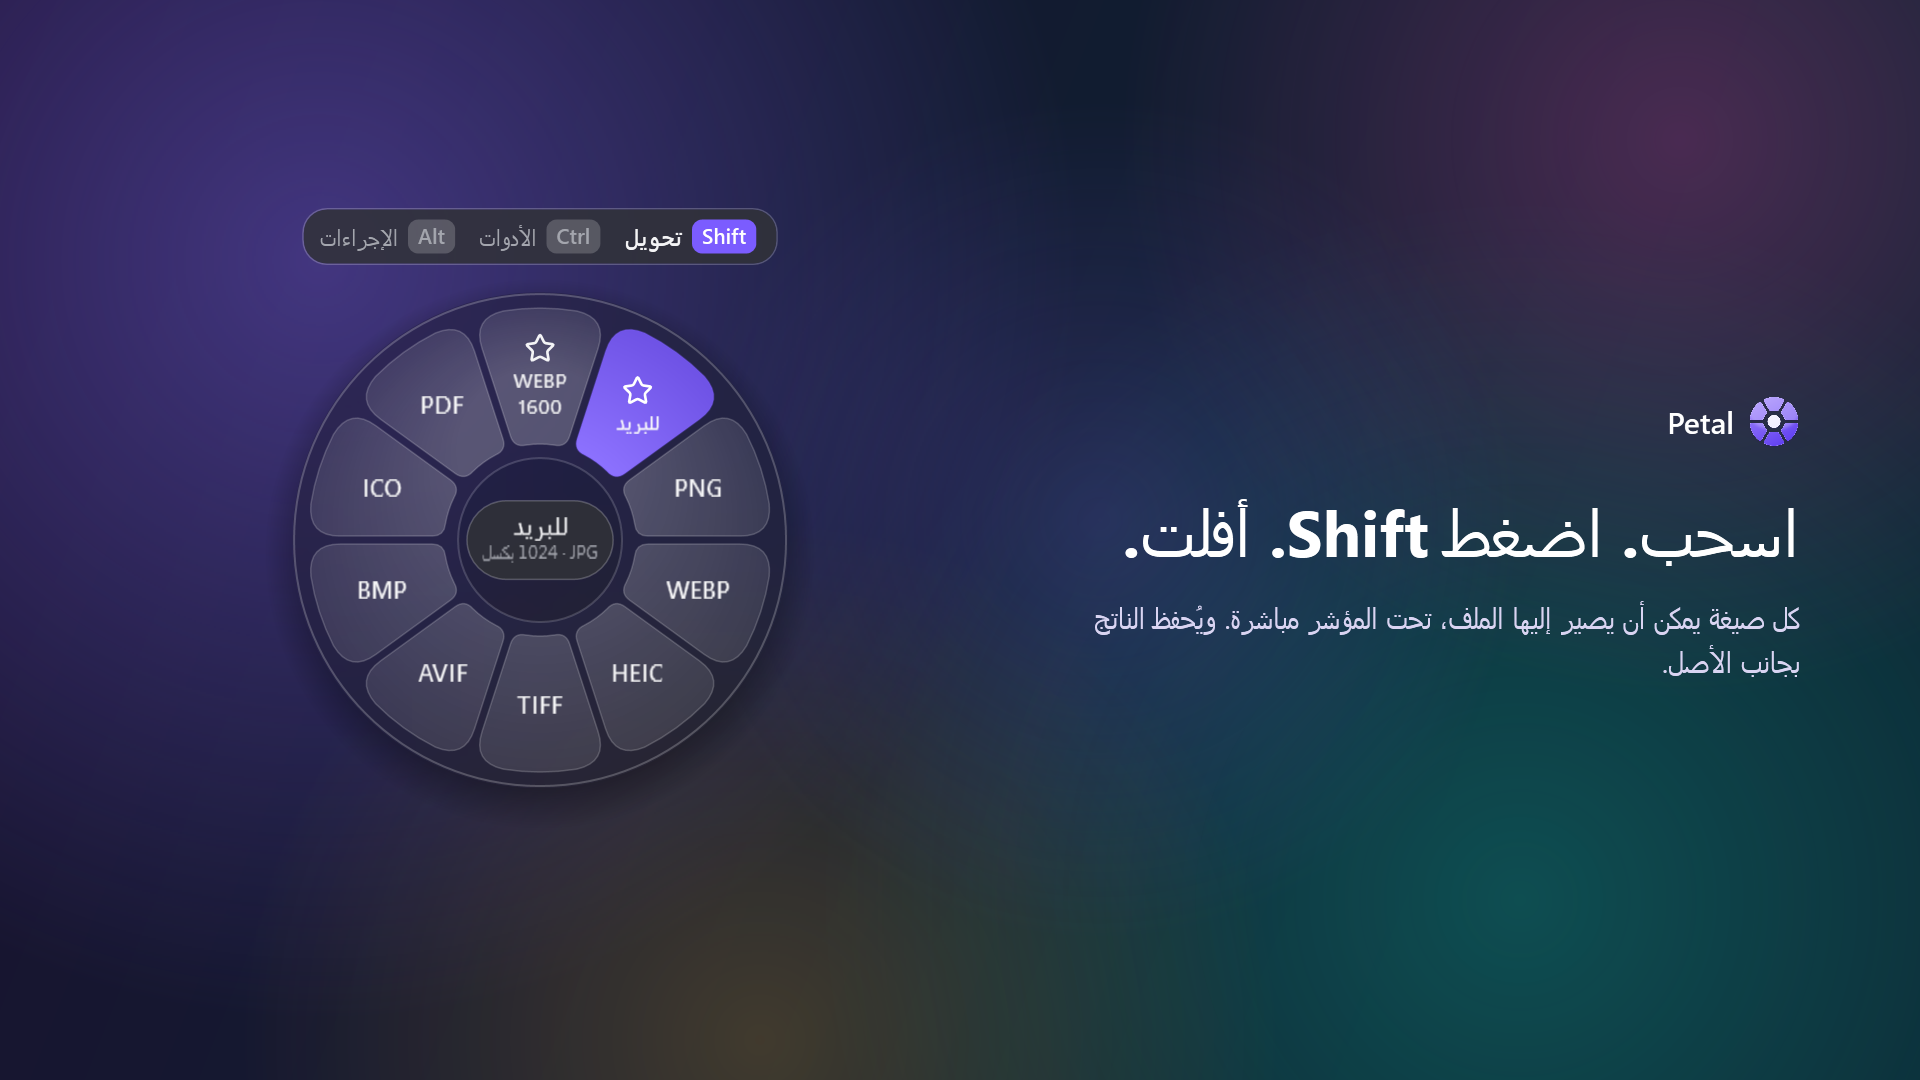 Petal
اسحب. اضغط Shift. أفلت.
كل صيغة يمكن أن يصير إليها الملف، تحت المؤشر مباشرة. ويُحفظ الناتج
بجانب الأصل.
Shift تحويل Ctrl الأدوات Alt الإجراءات
WEBP
1600
للبريد
PNG
WEBP
HEIC
TIFF
AVIF
BMP
ICO
PDF
للبريد
JPG · 1024 بكسل